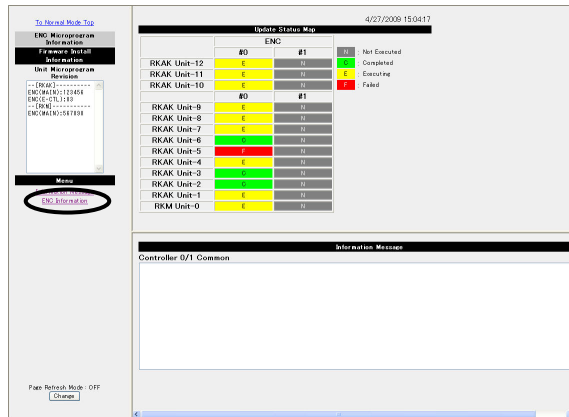 To Normal Mode Top
ENC Microprogram
Information
Firmware Install
Information
Unit Microprogram
Revision
--[RKAK]----------
ENC(MAIN):123456
ENC(E-CTL):03
--[RKM]-----------
ENC(MAIN):567890
Menu
ENC Information
Page Refresh Mode : OFF
Change
4/27/2009 15:04:17
Update Status Map
ENC
#0 #1
RKAK Unit-12 E N
RKAK Unit-11 E N
RKAK Unit-10 E N
#0 #1
RKAK Unit-9 E N
RKAK Unit-8 E N
RKAK Unit-7 E N
RKAK Unit-6 C N
RKAK Unit-5 F N
RKAK Unit-4 E N
RKAK Unit-3 C N
RKAK Unit-2 C N
RKAK Unit-1 E N
RKM Unit-0 E N
N : Not Executed
C : Completed
E : Executing
F : Failed
Information Message
Controller 0/1 Common